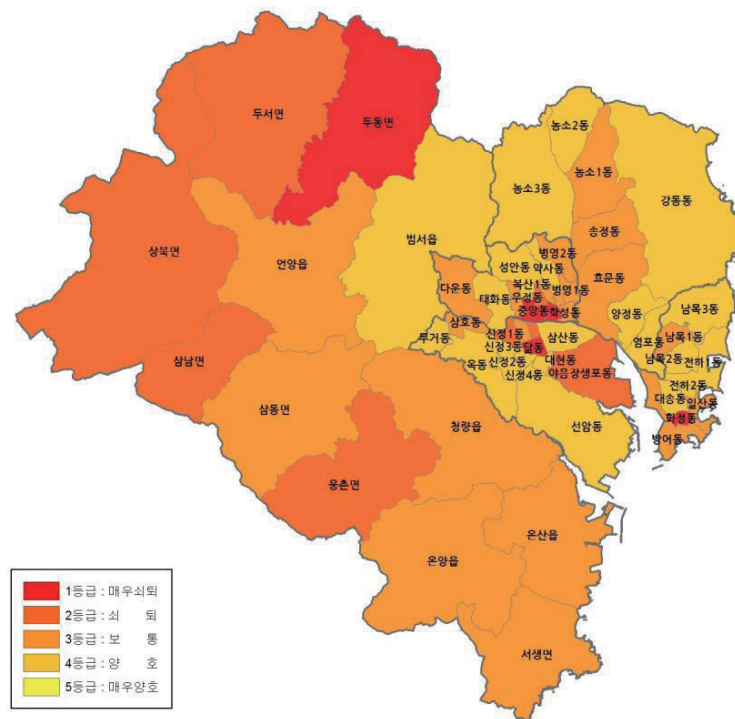 두서면
두동면
농소2동
농소1동
농소3동
강동동
상북면
언양읍
범서읍
송정동
병영2동
성안동
약사동
효문동
다운동
복산1동
태화동
우정동
병영1동
중앙동
학성동
양정동
남목3동
삼호동
무거동
신정1동
신정3동
달동
삼산동
염포동
남목1동
남목2동
전하1동
삼남면
옥동
신정2동
신정4동
대현동
야음장생포동
전하2동
대송동
일산동
화정동
방어동
삼동면
청량읍
선암동
웅촌면
온양읍
온산읍
서생면
1등급 : 매우쇠퇴
2등급 : 쇠 퇴
3등급 : 보 통
4등급 : 양 호
5등급 : 매우양호